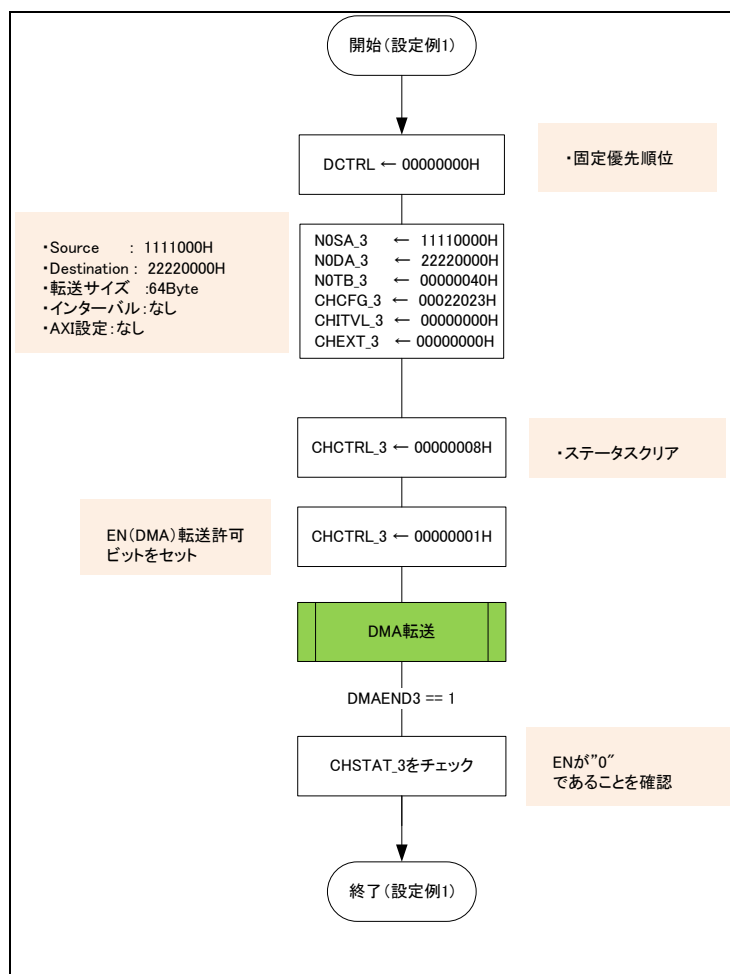 開始(設定例1)
DCTRL ← 00000000H
・固定優先順位
・Source : 1111000H
・Destination : 22220000H
・転送サイズ :64Byte
・インターバル:なし
・AXI設定:なし
N0SA_3 ← 11110000H
N0DA_3 ← 22220000H
N0TB_3 ← 00000040H
CHCFG_3 ← 00022023H
CHITVL_3 ← 00000000H
CHEXT_3 ← 00000000H
CHCTRL_3 ← 00000008H
・ステータスクリア
EN(DMA)転送許可
ビットをセット
CHCTRL_3 ← 00000001H
DMA転送
DMAEND3 == 1
CHSTAT_3をチェック
ENが”0”
であることを確認
終了(設定例1)